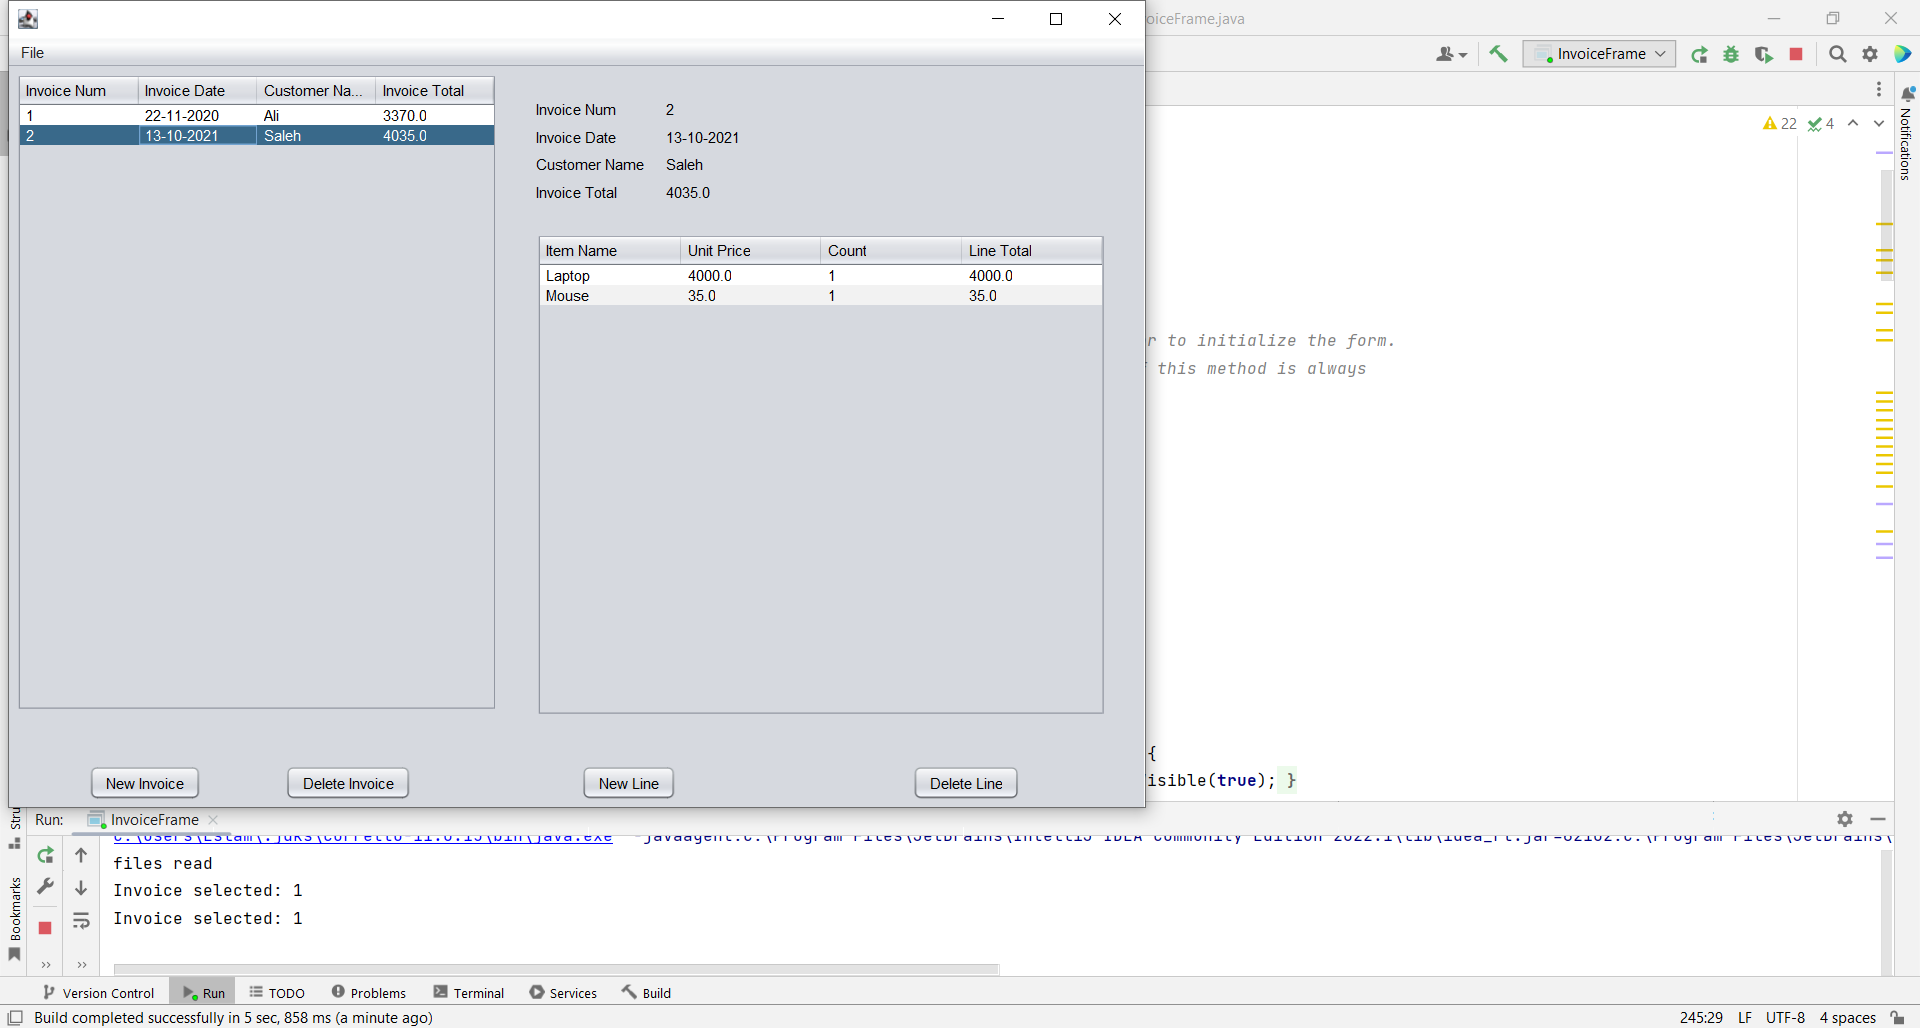 oiceFrame.java
File
InvoiceFrame
Invoice Num Invoice Date Customer Na... Invoice Total
1 22-11-2020 Ali 3370.0
2 13-10-2021 Saleh 4035.0
Invoice Num 2
Invoice Date 13-10-2021
Customer Name Saleh
Invoice Total 4035.0
Item Name Unit Price Count Line Total
Laptop 4000.0 1 4000.0
Mouse 35.0 1 35.0
22 4
Notifications
r to initialize the form.
this method is always
{
isible(true); }
New Invoice Delete Invoice New Line Delete Line
Run: InvoiceFrame
files read
Invoice selected: 1
Invoice selected: 1
Bookmarks
Version Control Run TODO Problems Terminal Services Build
Build completed successfully in 5 sec, 858 ms (a minute ago) 245:29 LF UTF-8 4 spaces